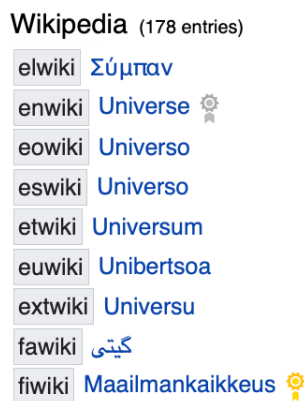 Wikipedia (178 entries)
elwiki Σύμπαν
enwiki Universe
eowiki Universo
eswiki Universo
etwiki Universum
euwiki Unibertsoa
extwiki Universu
fawiki گیتی
fiwiki Maailmankaikkeus